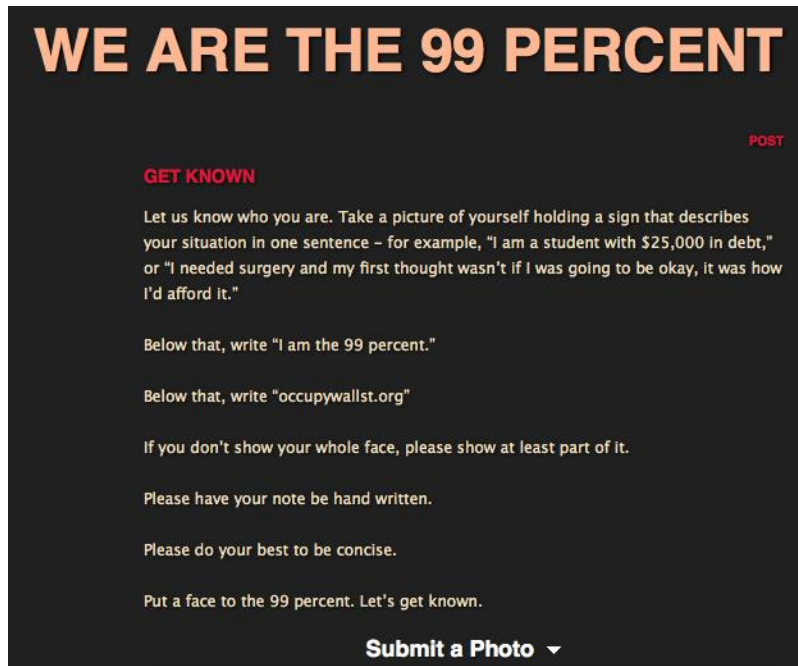 WE ARE THE 99 PERCENT
POST
GET KNOWN
Let us know who you are. Take a picture of yourself holding a sign that describes
your situation in one sentence – for example, “I am a student with $25,000 in debt,”
or “I needed surgery and my first thought wasn’t if I was going to be okay, it was how
I’d afford it.”
Below that, write “I am the 99 percent.”
Below that, write “occupywallst.org”
If you don’t show your whole face, please show at least part of it.
Please have your note be hand written.
Please do your best to be concise.
Put a face to the 99 percent. Let’s get known.
Submit a Photo